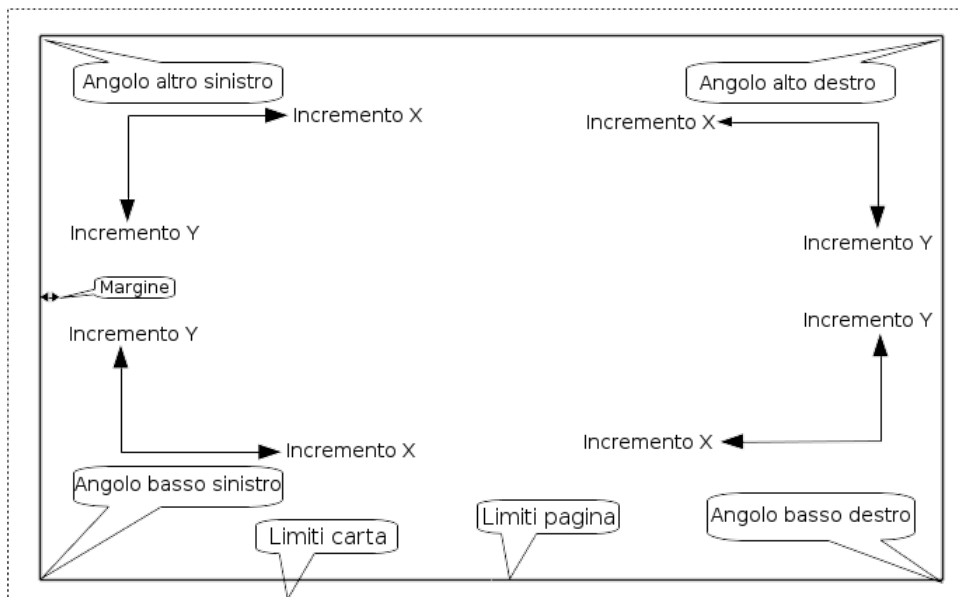 Angolo altro sinistro
Angolo alto destro
Incremento X
Incremento X
Incremento Y
Incremento Y
Margine
Incremento Y
Incremento Y
Incremento X
Incremento X
Angolo basso sinistro
Limiti pagina
Angolo basso destro
Limiti carta